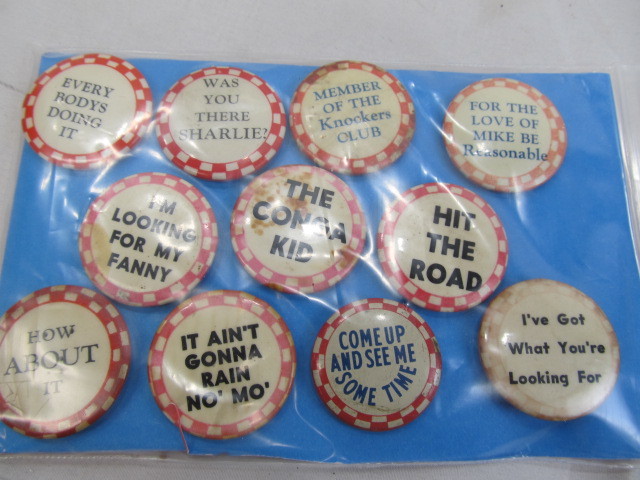 EVERY
BODYS
DOING
IT
WAS
YOU
THERE
SHARLIE?
MEMBER
OF THE
Knockers
CLUB
FOR THE
LOVE OF
MIKE BE
Reasonable
I'M
LOOKING
FOR MY
FANNY
THE
CONGA
KID
HIT
THE
ROAD
HOW
ABOUT
IT
IT AIN'T
GONNA
RAIN
NO' MO'
COME UP
AND SEE ME
SOME TIME
I've Got
What You're
Looking For